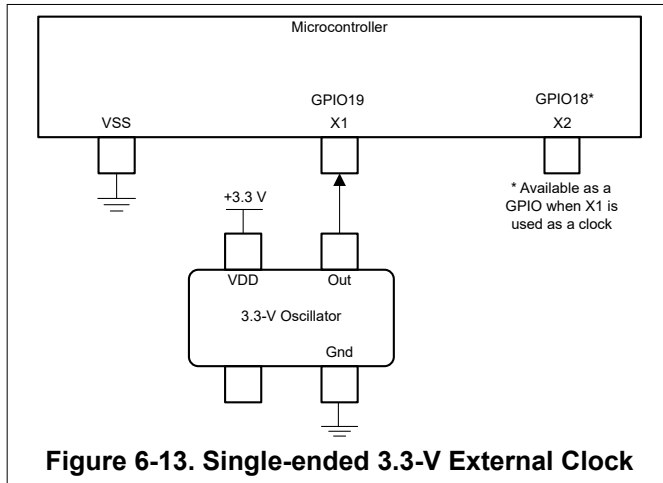 Microcontroller
GPIO19
GPIO18*
VSS
X1
X2
* Available as a
GPIO when X1 is
used as a clock
+3.3 V
VDD
Out
3.3-V Oscillator
Gnd
Figure 6-13. Single-ended 3.3-V External Clock